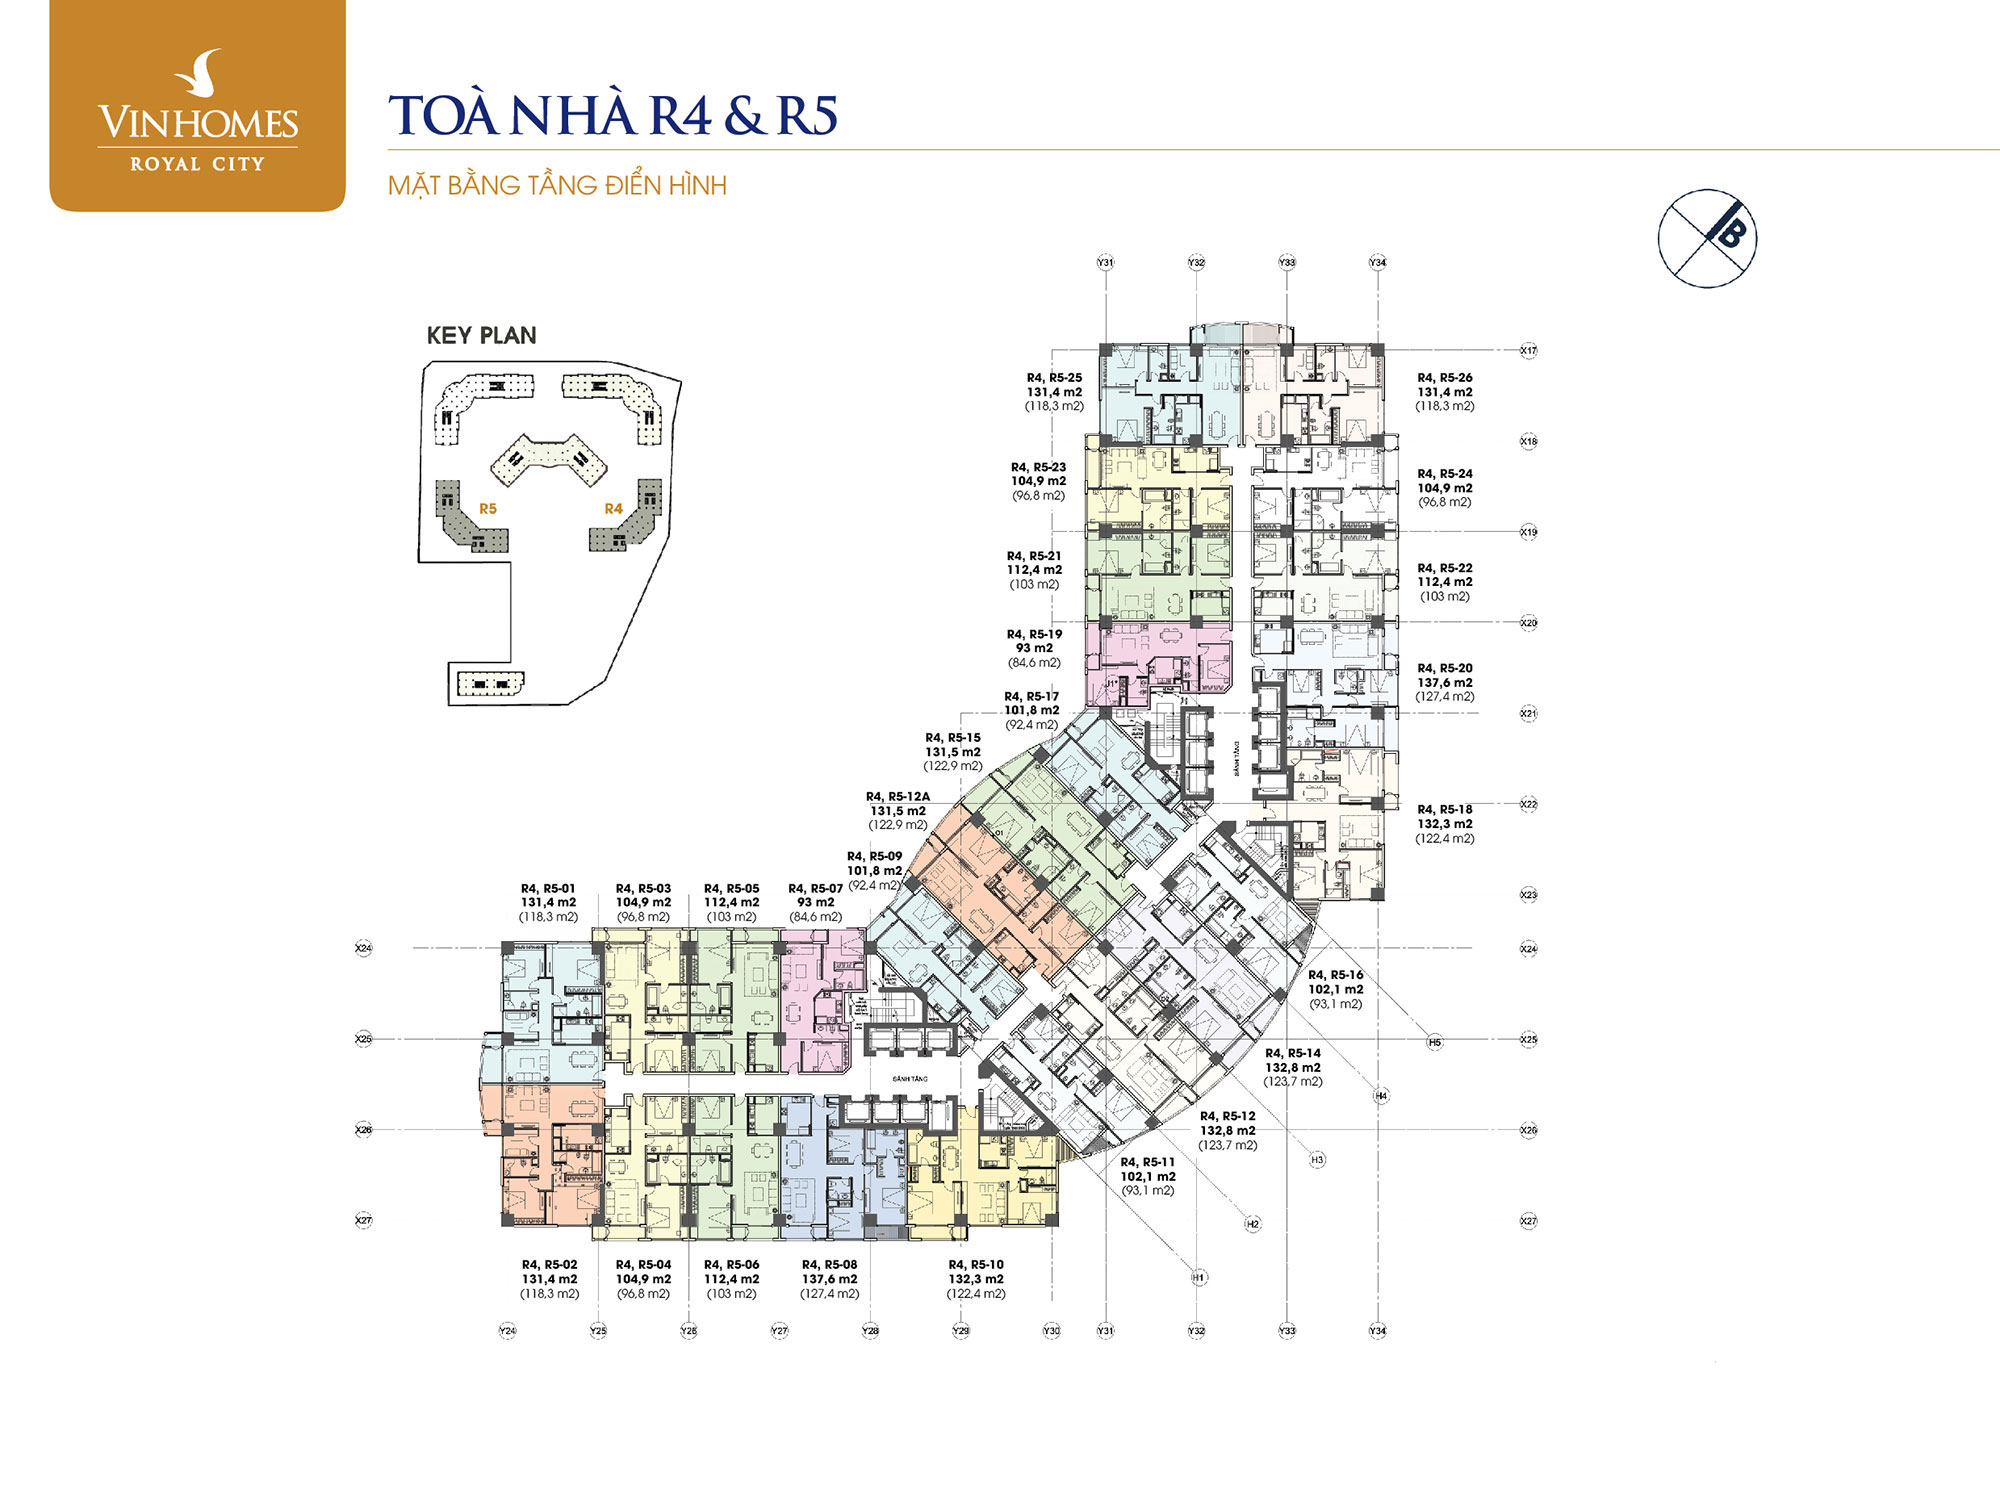 VINHOMES
ROYAL CITY
TOÀ NHÀ R4 & R5
MẶT BẰNG TẦNG ĐIỂN HÌNH
B
KEY PLAN
R5
R4
Y31
Y32
Y33
Y34
X17
X18
X19
X20
X21
X22
X23
X24
X25
X26
X27
R4, R5-25
131,4 m2
(118,3 m2)
R4, R5-26
131,4 m2
(118,3 m2)
R4, R5-23
104,9 m2
(96,8 m2)
R4, R5-24
104,9 m2
(96,8 m2)
R4, R5-21
112,4 m2
(103 m2)
R4, R5-22
112,4 m2
(103 m2)
R4, R5-19
93 m2
(84,6 m2)
R4, R5-20
137,6 m2
(127,4 m2)
R4, R5-17
101,8 m2
(92,4 m2)
R4, R5-15
131,5 m2
(122,9 m2)
SẢNH TẦNG
R4, R5-12A
131,5 m2
(122,9 m2)
R4, R5-18
132,3 m2
(122,4 m2)
R4, R5-09
101,8 m2
(92,4 m2)
R4, R5-01
131,4 m2
(118,3 m2)
R4, R5-03
104,9 m2
(96,8 m2)
R4, R5-05
112,4 m2
(103 m2)
R4, R5-07
93 m2
(84,6 m2)
X24
X25
X26
X27
R4, R5-16
102,1 m2
(93,1 m2)
H5
R4, R5-14
132,8 m2
(123,7 m2)
H4
SẢNH TẦNG
R4, R5-12
132,8 m2
(123,7 m2)
H3
R4, R5-11
102,1 m2
(93,1 m2)
H2
H1
R4, R5-02
131,4 m2
(118,3 m2)
R4, R5-04
104,9 m2
(96,8 m2)
R4, R5-06
112,4 m2
(103 m2)
R4, R5-08
137,6 m2
(127,4 m2)
R4, R5-10
132,3 m2
(122,4 m2)
Y24
Y25
Y26
Y27
Y28
Y29
Y30
Y31
Y32
Y33
Y34